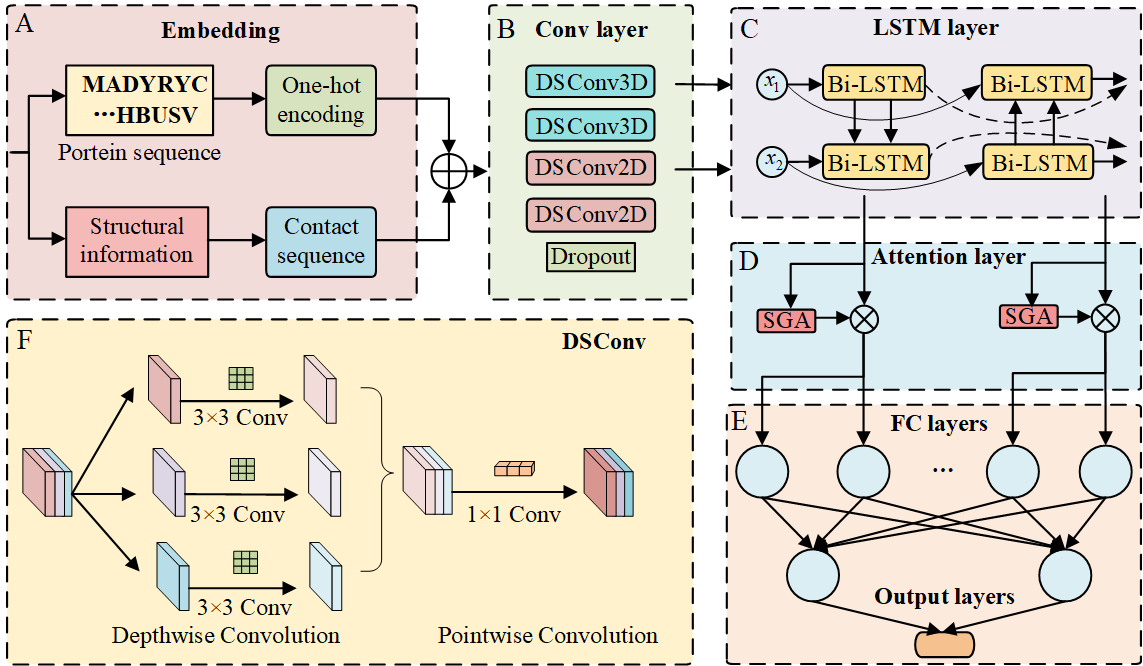 A
Embedding
MADYRYC
···HBUSV
Portein sequence
One-hot
encoding
Structural
information
Contact
sequence
B
Conv layer
DSConv3D
DSConv3D
DSConv2D
DSConv2D
Dropout
C
LSTM layer
x1
Bi-LSTM
Bi-LSTM
x2
Bi-LSTM
Bi-LSTM
D
Attention layer
SGA
SGA
E
FC layers
...
Output layers
F
DSConv
3×3 Conv
3×3 Conv
3×3 Conv
1×1 Conv
Depthwise Convolution
Pointwise Convolution